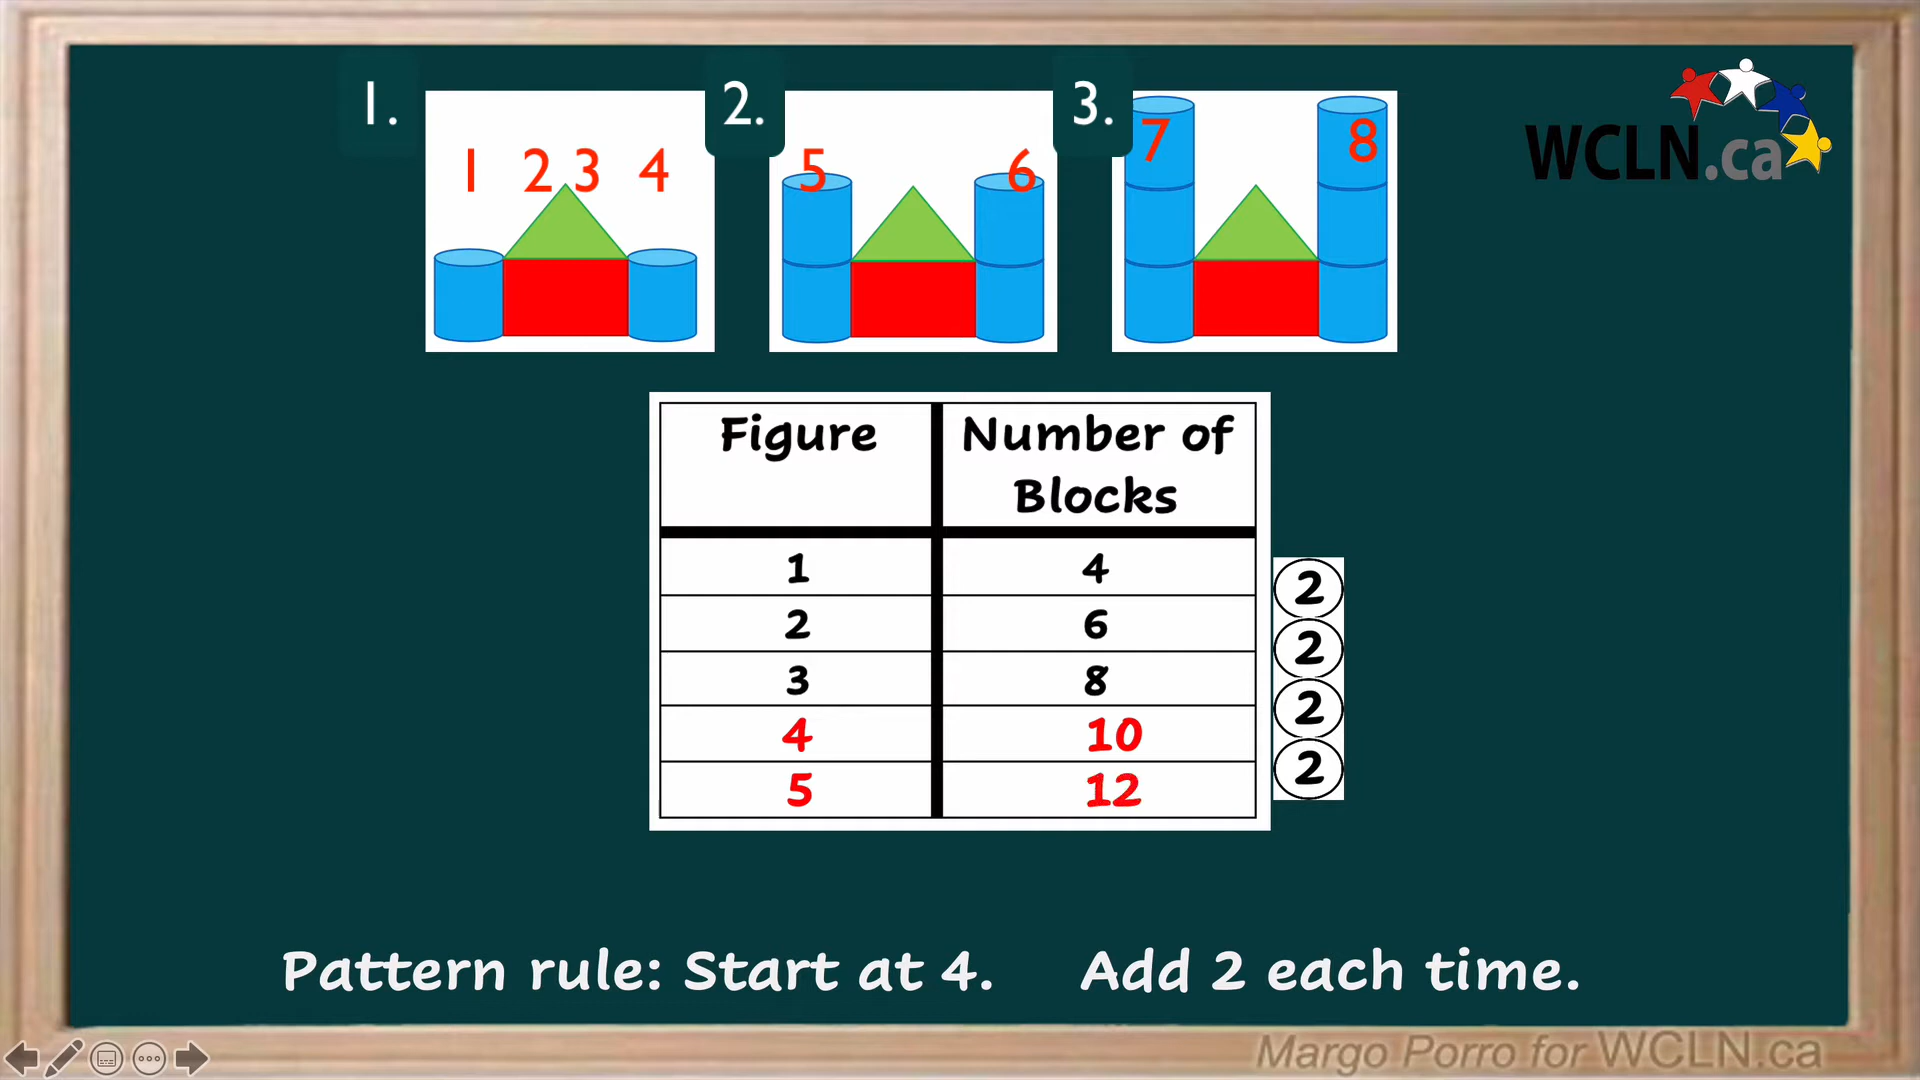 1. 2. 3.
1 2 3 4
5 6
7 8
WCLN.ca
Figure Number of
Blocks
1 4
2 6
3 8
4 10
5 12
2
2
2
2
Pattern rule: Start at 4. Add 2 each time.
Margo Porro for WCLN.ca